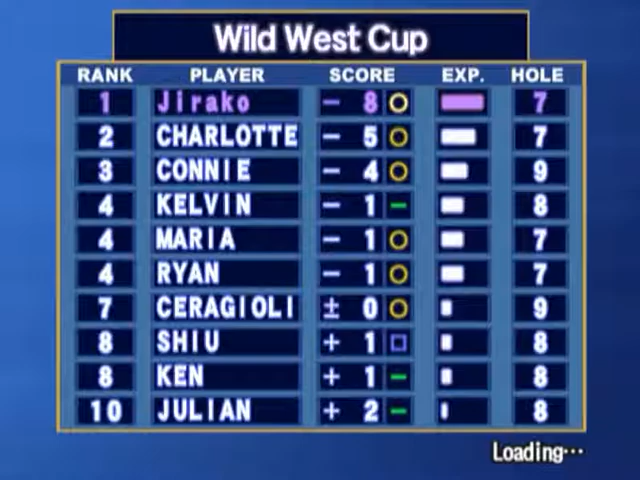 Wild West Cup
RANK PLAYER SCORE EXP. HOLE
1 Jirako - 8 7
2 CHARLOTTE - 5 7
3 CONNIE - 4 9
4 KELVIN - 1 8
4 MARIA - 1 7
4 RYAN - 1 7
7 CERAGIOLI ± 0 9
8 SHIU + 1 8
8 KEN + 1 8
10 JULIAN + 2 8
Loading…